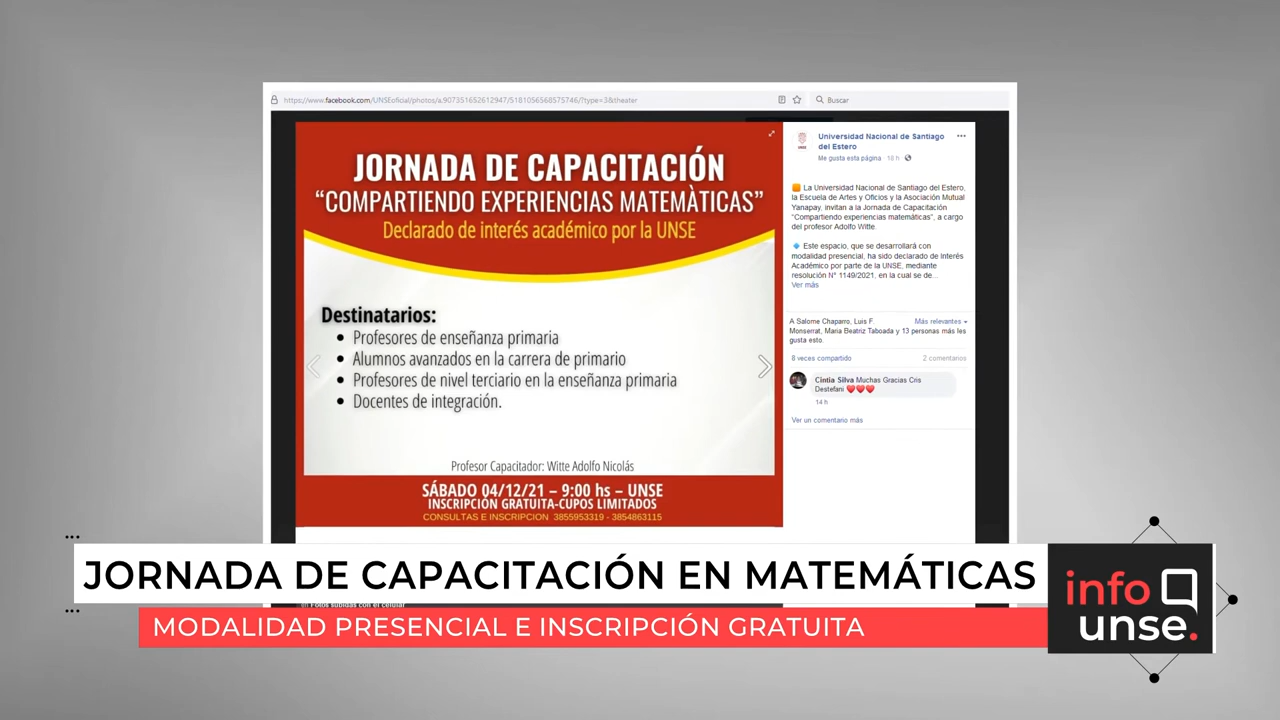 https://www.facebook.com/UNSEoficial/photos/a.907351652612947/5181056568575746/?type=3&theater
Buscar
JORNADA DE CAPACITACIÓN
“COMPARTIENDO EXPERIENCIAS MATEMÀTICAS”
Declarado de interés académico por la UNSE
Destinatarios:
• Profesores de enseñanza primaria
• Alumnos avanzados en la carrera de primario
• Profesores de nivel terciario en la enseñanza primaria
• Docentes de integración.
Profesor Capacitador: Witte Adolfo Nicolás
SÁBADO 04/12/21 – 9:00 hs – UNSE
INSCRIPCIÓN GRATUITA-CUPOS LIMITADOS
CONSULTAS E INSCRIPCION 3855953319 - 3854863115
Universidad Nacional de Santiago
del Estero
Me gusta esta página · 18 h ·
La Universidad Nacional de Santiago del Estero,
la Escuela de Artes y Oficios y la Asociación Mutual
Yanapay, invitan a la Jornada de Capacitación
“Compartiendo experiencias matemáticas”, a cargo
del profesor Adolfo Witte.
Este espacio, que se desarrollará con
modalidad presencial, ha sido declarado de Interés
Académico por parte de la UNSE, mediante
resolución N° 1149/2021, en la cual se de...
Ver más
A Salome Chaparro, Luis F.
Más relevantes
Monserrat, Maria Beatriz Taboada y 13 personas más les
gusta esto.
8 veces compartido
2 comentarios
Cintia Silva Muchas Gracias Cris
Destefani ❤❤❤
14 h
Ver un comentario más
JORNADA DE CAPACITACIÓN EN MATEMÁTICAS
en Fotos subidas con el celular
MODALIDAD PRESENCIAL E INSCRIPCIÓN GRATUITA
info
unse.